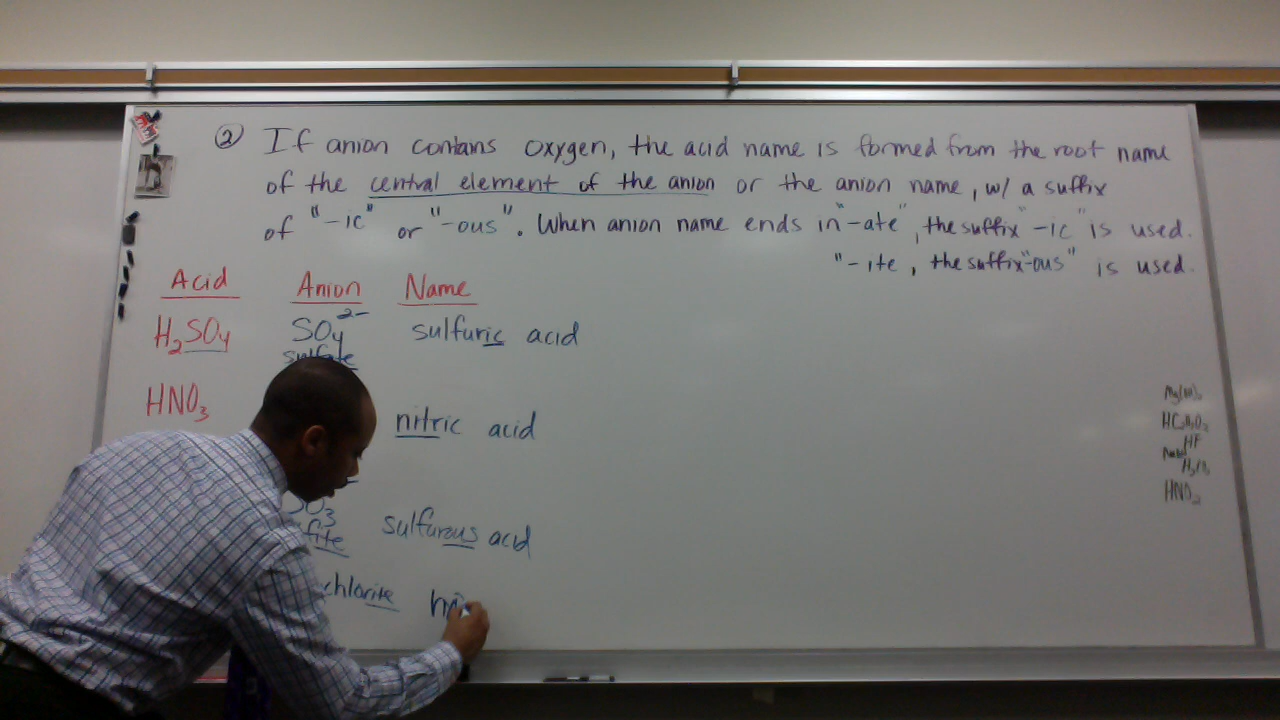 ② If anion contains oxygen, the acid name is formed from the root name
of the central element of the anion or the anion name, w/ a suffix
of "-ic" or "-ous". When anion name ends in "-ate", the suffix "-ic" is used.
"-ite, the suffix "-ous" is used.
Acid Anion Name
H₂SO₄ SO₄²⁻ sulfuric acid
sulfate
HNO₃
nitric acid
SO₃
fite sulfurous acid
chlorite
HF
HNO₂